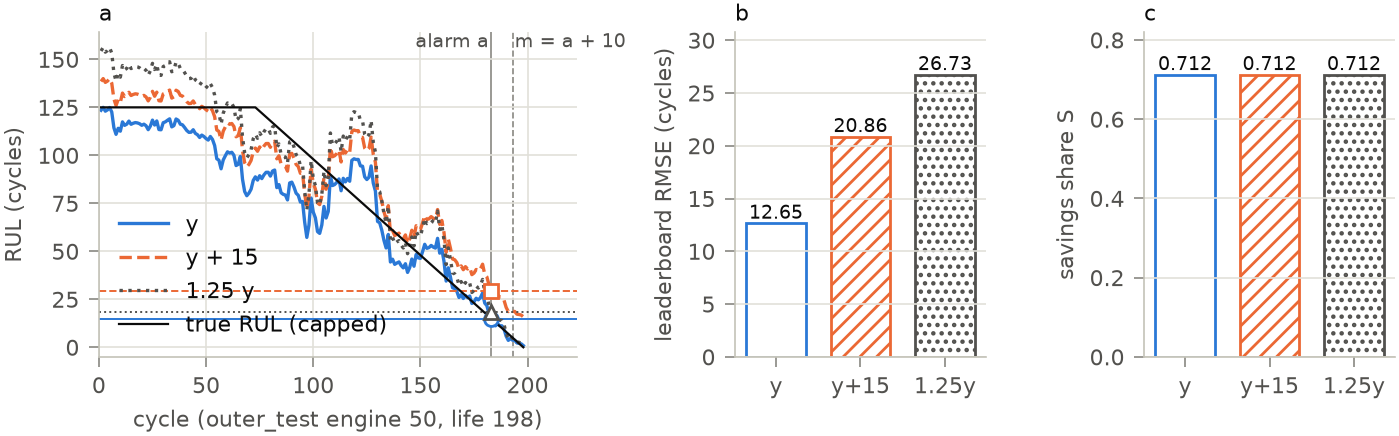 a
alarm a
m = a + 10
RUL (cycles)
150
125
100
75
50
25
0
y
y + 15
1.25 y
true RUL (capped)
0
50
100
150
200
cycle (outer_test engine 50, life 198)
b
leaderboard RMSE (cycles)
30
25
20
15
10
5
0
12.65
20.86
26.73
y
y+15
1.25y
c
savings share S
0.8
0.6
0.4
0.2
0.0
0.712
0.712
0.712
y
y+15
1.25y